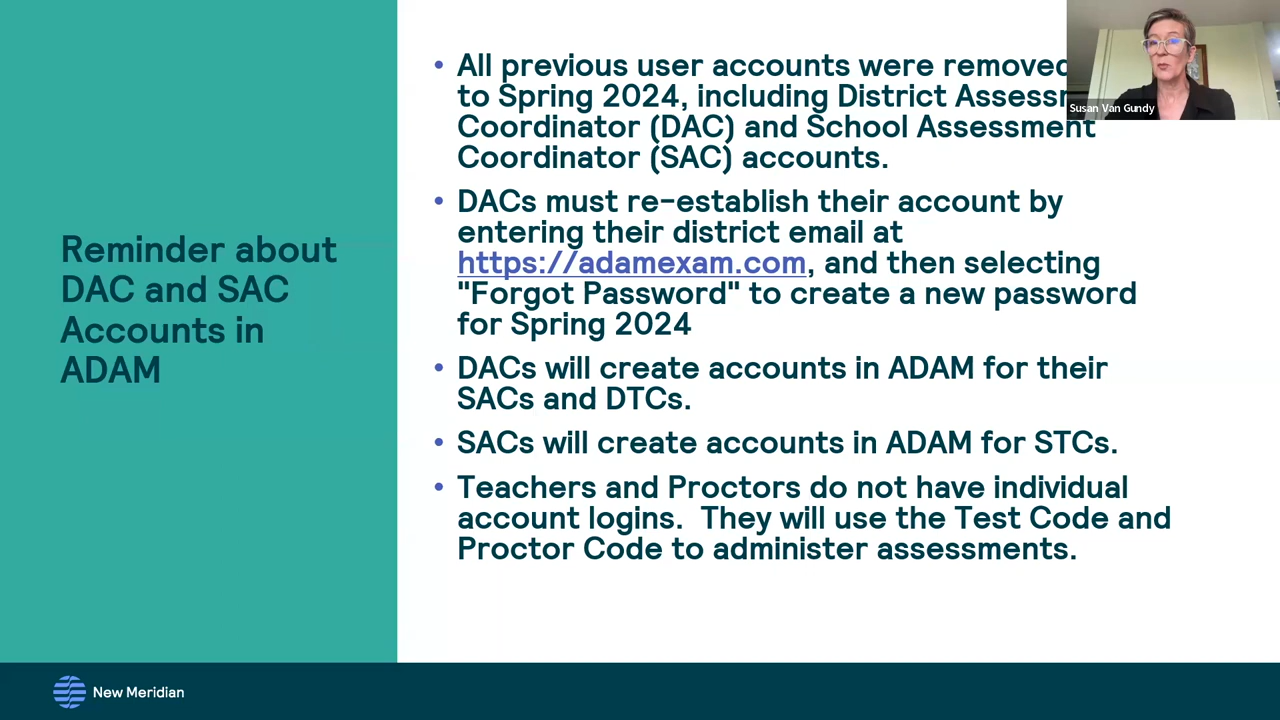 Reminder about
DAC and SAC
Accounts in
ADAM
• All previous user accounts were removed
to Spring 2024, including District
Coordinator (DAC) and School Assessment
Coordinator (SAC) accounts.
• DACs must re-establish their account by
entering their district email at
https://adamexam.com, and then selecting
"Forgot Password" to create a new password
for Spring 2024
• DACs will create accounts in ADAM for their
SACs and DTCs.
• SACs will create accounts in ADAM for STCs.
• Teachers and Proctors do not have individual
account logins.  They will use the Test Code and
Proctor Code to administer assessments.
Susan Van Gundy
New Meridian